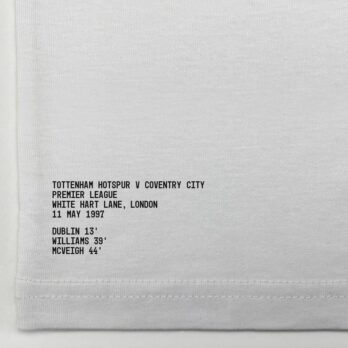 TOTTENHAM HOTSPUR V COVENTRY CITY
PREMIER LEAGUE
WHITE HART LANE, LONDON
11 MAY 1997
DUBLIN 13'
WILLIAMS 39'
MCVEIGH 44'